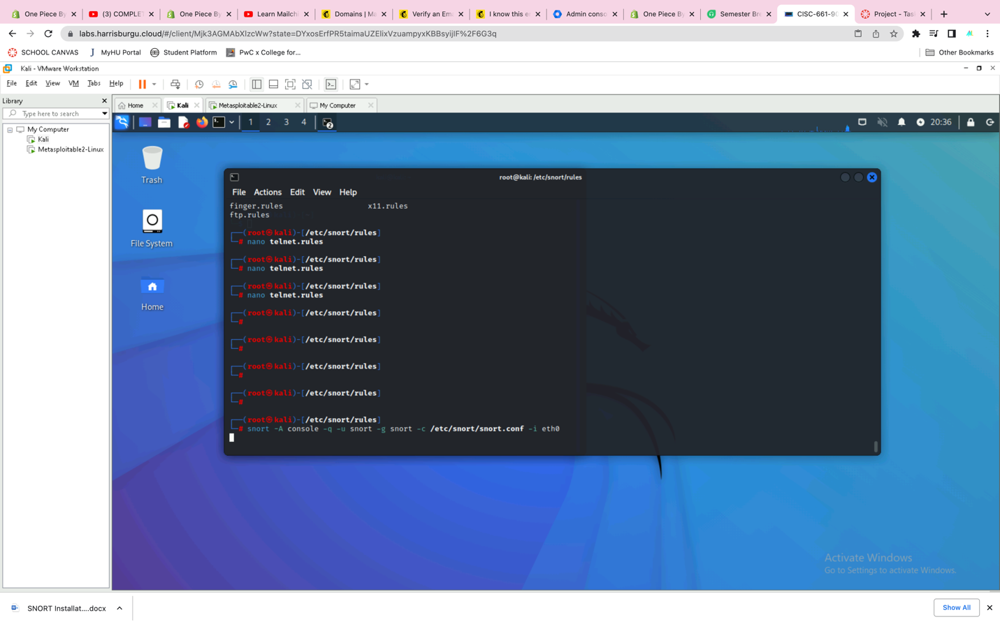 One Piece By
(3) COMPLET
One Piece By
Learn Mailchi
Domains | Ma
Verify an Ema
I know this en
Admin conso
One Piece By
Semester Bre
CISC-661-90
Project - Tas
labs.harrisburgu.cloud/#/client/Mjk3AGMAbXIzcWw?state=DYxosErfPR5taimaUZElixVzuampyxKBBsyijlF%2F6G3q
SCHOOL CANVAS
MyHU Portal
Student Platform
PwC x College for...
Other Bookmarks
Kali - VMware Workstation
File Edit View VM Tabs Help
Library
Type here to search
My Computer
Kali
Metasploitable2-Linux
Home
Kali
Metasploitable2-Linux
My Computer
1 2 3 4
2
20:36
Trash
File System
Home
root@kali: /etc/snort/rules
File Actions Edit View Help
finger.rules x11.rules
ftp.rules
(root㉿kali)-[/etc/snort/rules]
# nano telnet.rules
(root㉿kali)-[/etc/snort/rules]
# nano telnet.rules
(root㉿kali)-[/etc/snort/rules]
# nano telnet.rules
(root㉿kali)-[/etc/snort/rules]
#
(root㉿kali)-[/etc/snort/rules]
#
(root㉿kali)-[/etc/snort/rules]
#
(root㉿kali)-[/etc/snort/rules]
#
(root㉿kali)-[/etc/snort/rules]
# snort -A console -q -u snort -g snort -c /etc/snort/snort.conf -i eth0
Activate Windows
Go to Settings to activate Windows.
SNORT Installat....docx
Show All